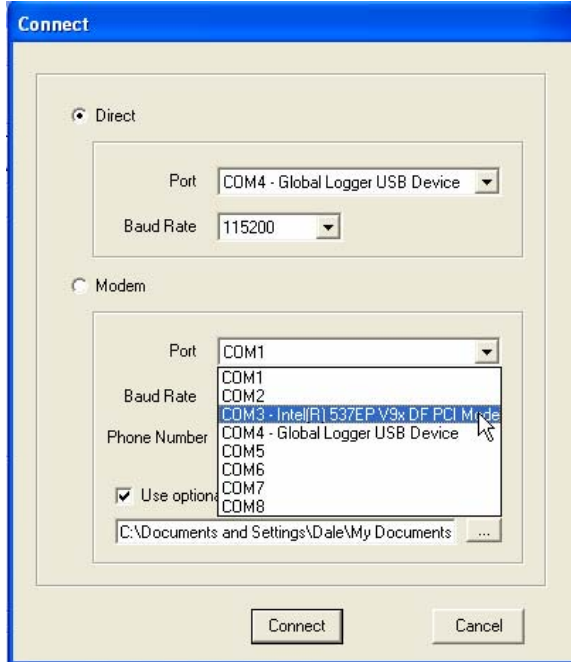 Connect
Direct
Port COM4 - Global Logger USB Device
Baud Rate 115200
Modem
Port COM1
COM1
Baud Rate COM2
COM3 - Intel(R) 537EP V9x DF PCI Mode
Phone Number COM4 - Global Logger USB Device
COM5
COM6
Use optiona COM7
COM8
C:\Documents and Settings\Dale\My Documents ...
Connect Cancel